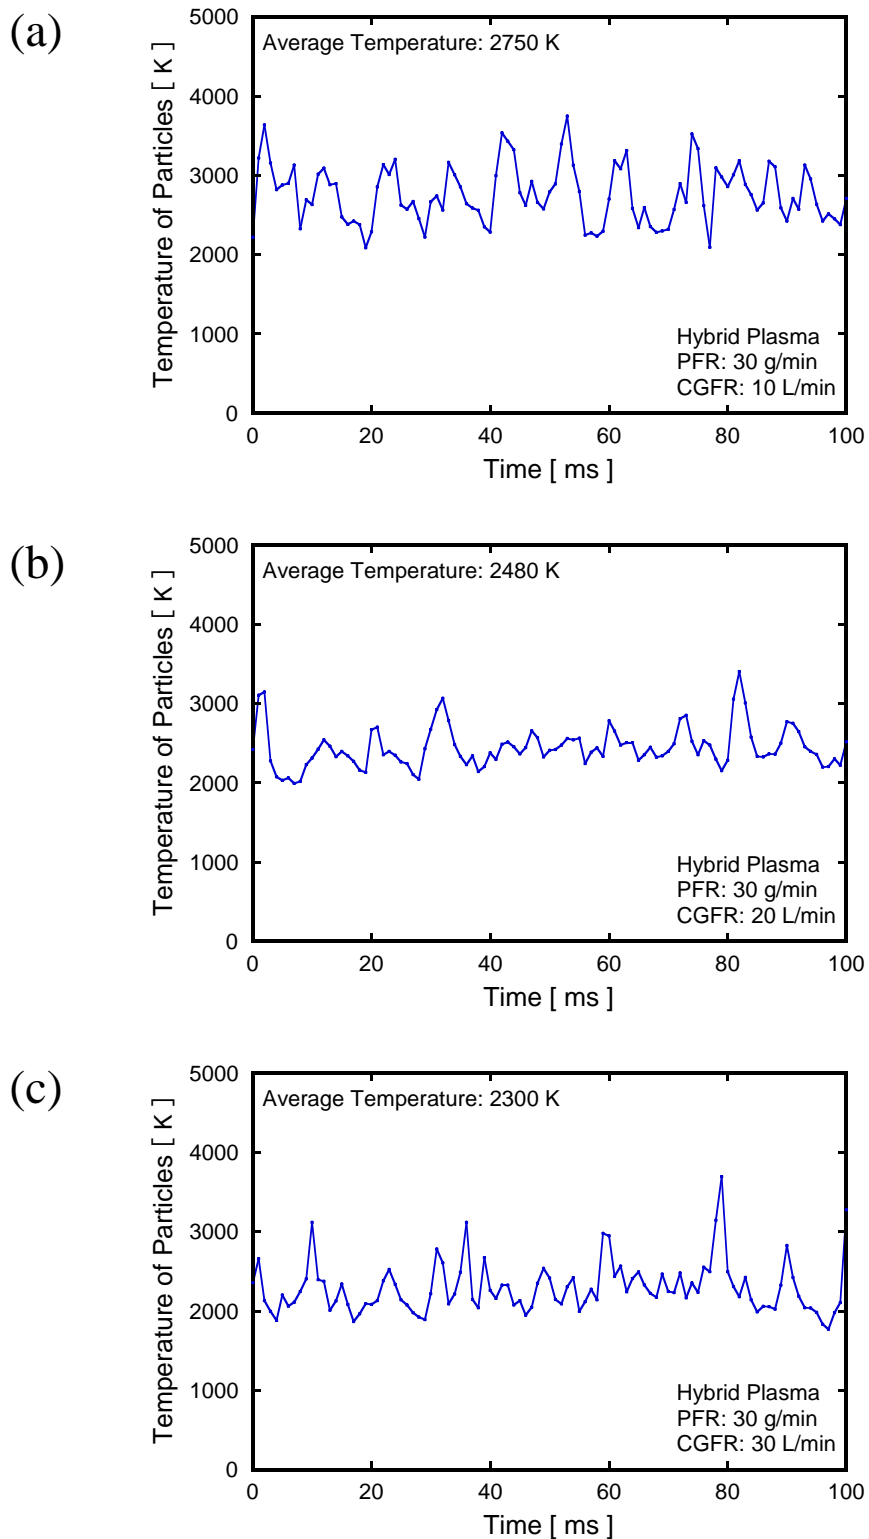 (a)
Average Temperature: 2750 K
Temperature of Particles [ K ]
5000
4000
3000
2000
1000
0
Hybrid Plasma
PFR: 30 g/min
CGFR: 10 L/min
0 20 40 60 80 100
Time [ ms ]
(b)
Average Temperature: 2480 K
Temperature of Particles [ K ]
5000
4000
3000
2000
1000
0
Hybrid Plasma
PFR: 30 g/min
CGFR: 20 L/min
0 20 40 60 80 100
Time [ ms ]
(c)
Average Temperature: 2300 K
Temperature of Particles [ K ]
5000
4000
3000
2000
1000
0
Hybrid Plasma
PFR: 30 g/min
CGFR: 30 L/min
0 20 40 60 80 100
Time [ ms ]